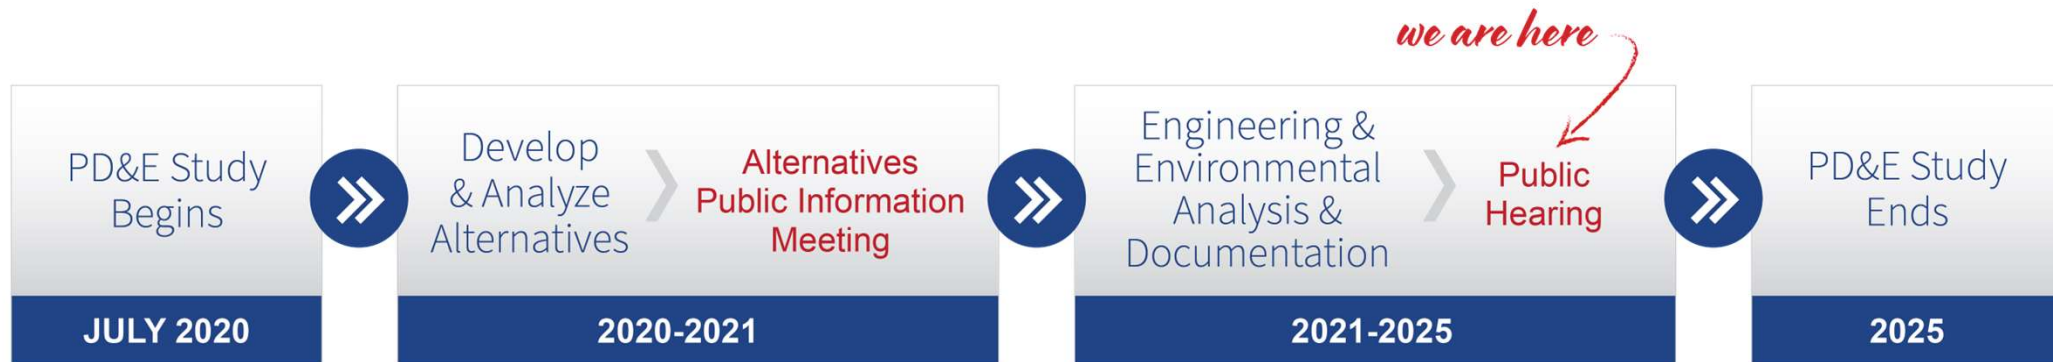 we are here
PD&E Study
Begins
JULY 2020
Develop
& Analyze
Alternatives
Alternatives
Public Information
Meeting
2020-2021
Engineering &
Environmental
Analysis &
Documentation
Public
Hearing
2021-2025
PD&E Study
Ends
2025